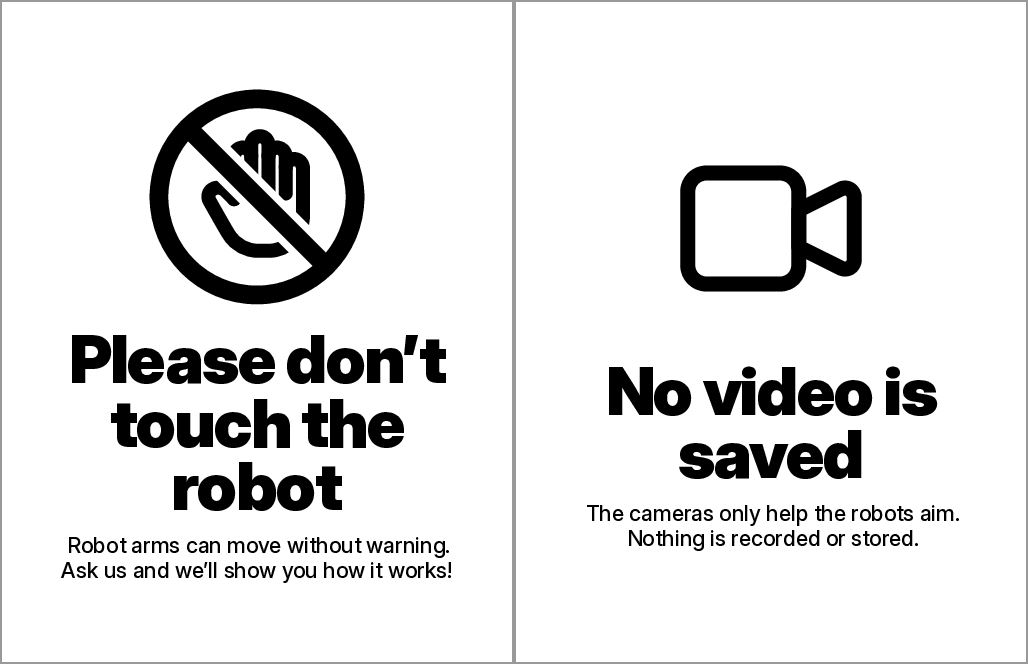 Please don’t
touch the
robot
Robot arms can move without warning.
Ask us and we’ll show you how it works!
No video is
saved
The cameras only help the robots aim.
Nothing is recorded or stored.